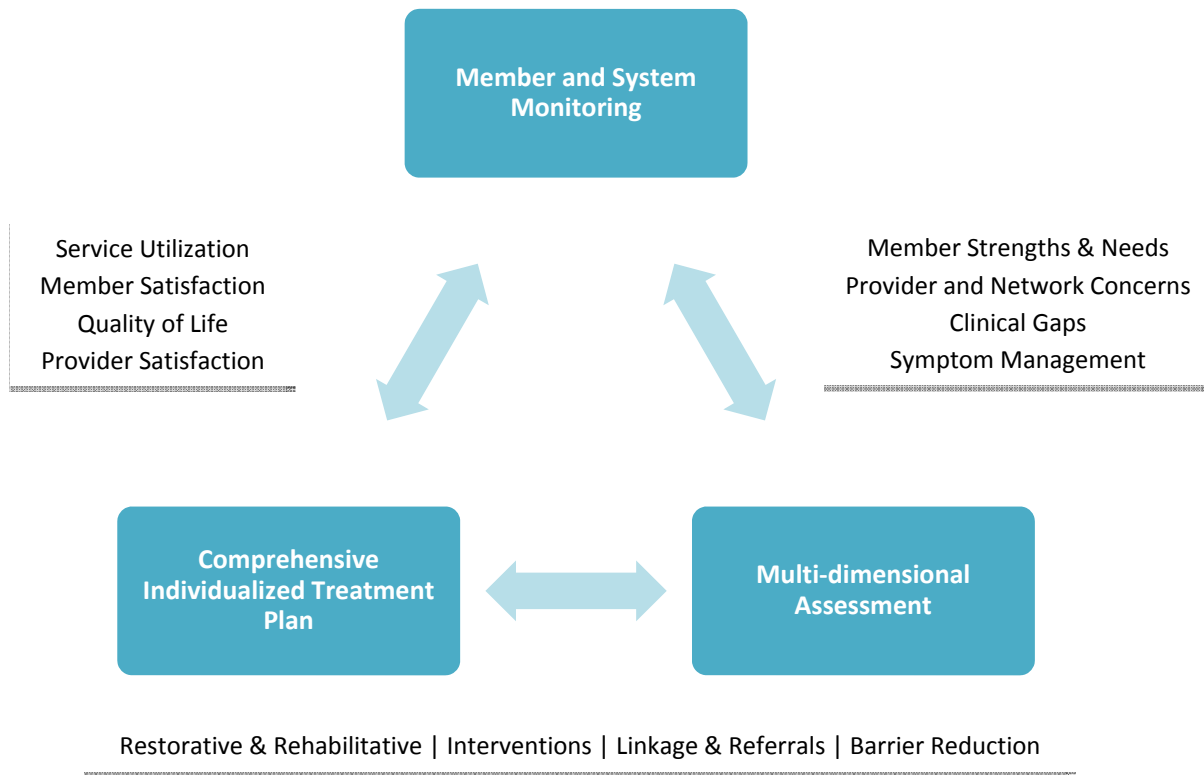 Member and System
Monitoring
Service Utilization
Member Satisfaction
Quality of Life
Provider Satisfaction
Member Strengths & Needs
Provider and Network Concerns
Clinical Gaps
Symptom Management
Comprehensive
Individualized Treatment
Plan
Multi-dimensional
Assessment
Restorative & Rehabilitative | Interventions | Linkage & Referrals | Barrier Reduction